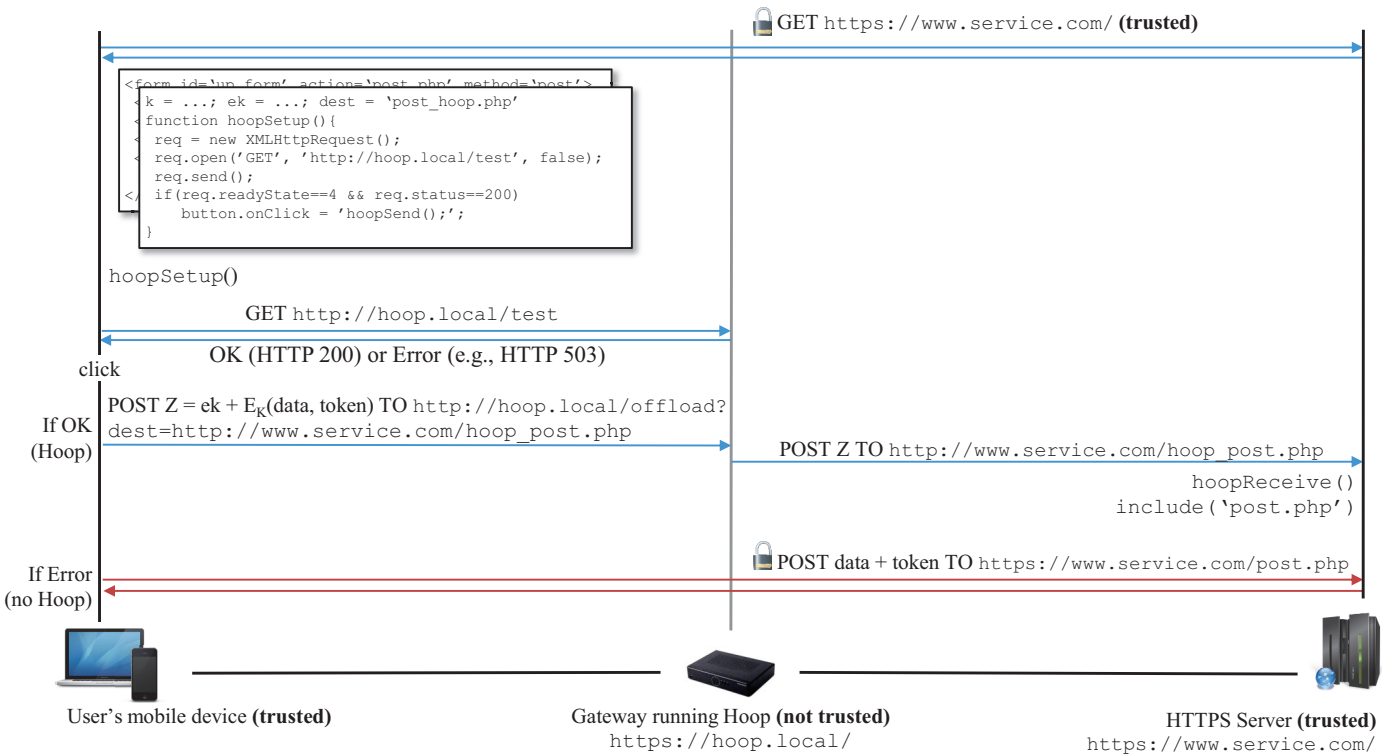 GET https://www.service.com/ (trusted)
<form id=‘up_form’ action=‘post.php’ method=‘post’>
k = ...; ek = ...; dest = ‘post_hoop.php’
<function hoopSetup(){
< req = new XMLHttpRequest();
< req.open(’GET’, ’http://hoop.local/test’, false);
req.send();
</ if(req.readyState==4 && req.status==200)
button.onClick = ’hoopSend();’;
}
hoopSetup()
GET http://hoop.local/test
OK (HTTP 200) or Error (e.g., HTTP 503)
click
POST Z = ek + EK(data, token) TO http://hoop.local/offload?
dest=http://www.service.com/hoop_post.php
If OK
(Hoop)
POST Z TO http://www.service.com/hoop_post.php
hoopReceive()
include(‘post.php’)
POST data + token TO https://www.service.com/post.php
If Error
(no Hoop)
User’s mobile device (trusted)
Gateway running Hoop (not trusted)
https://hoop.local/
HTTPS Server (trusted)
https://www.service.com/